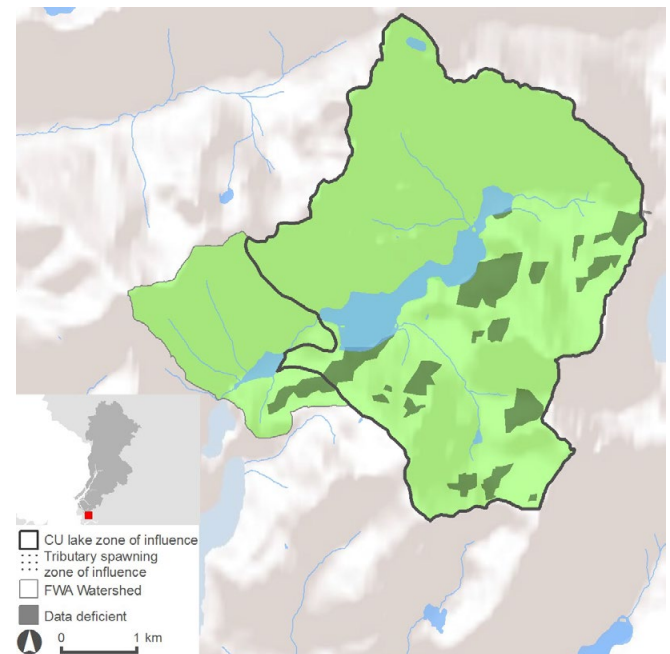 CU lake zone of influence
Tributary spawning
zone of influence
FWA Watershed
Data deficient
0 1 km